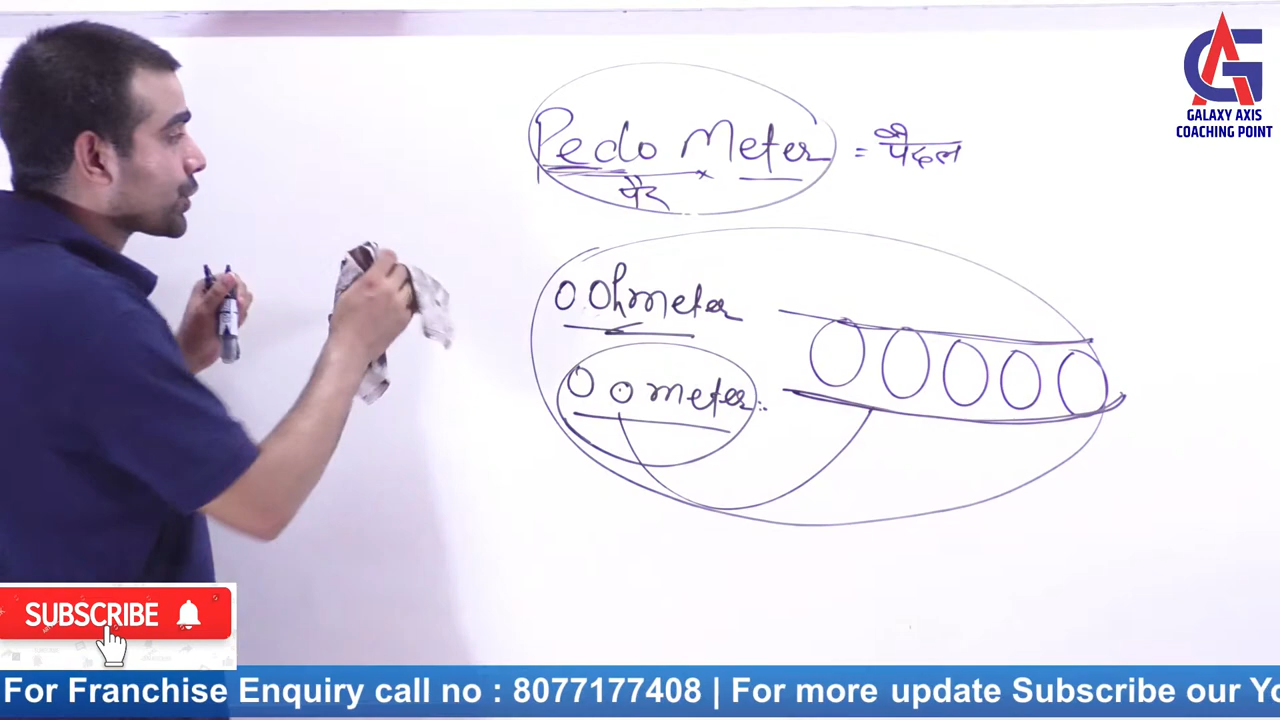 GALAXY AXIS
COACHING POINT
Pedo Meter = पैदल
पैर
O Ohmeter
O o meter
SUBSCRIBE
For Franchise Enquiry call no : 8077177408 | For more update Subscribe our Yo